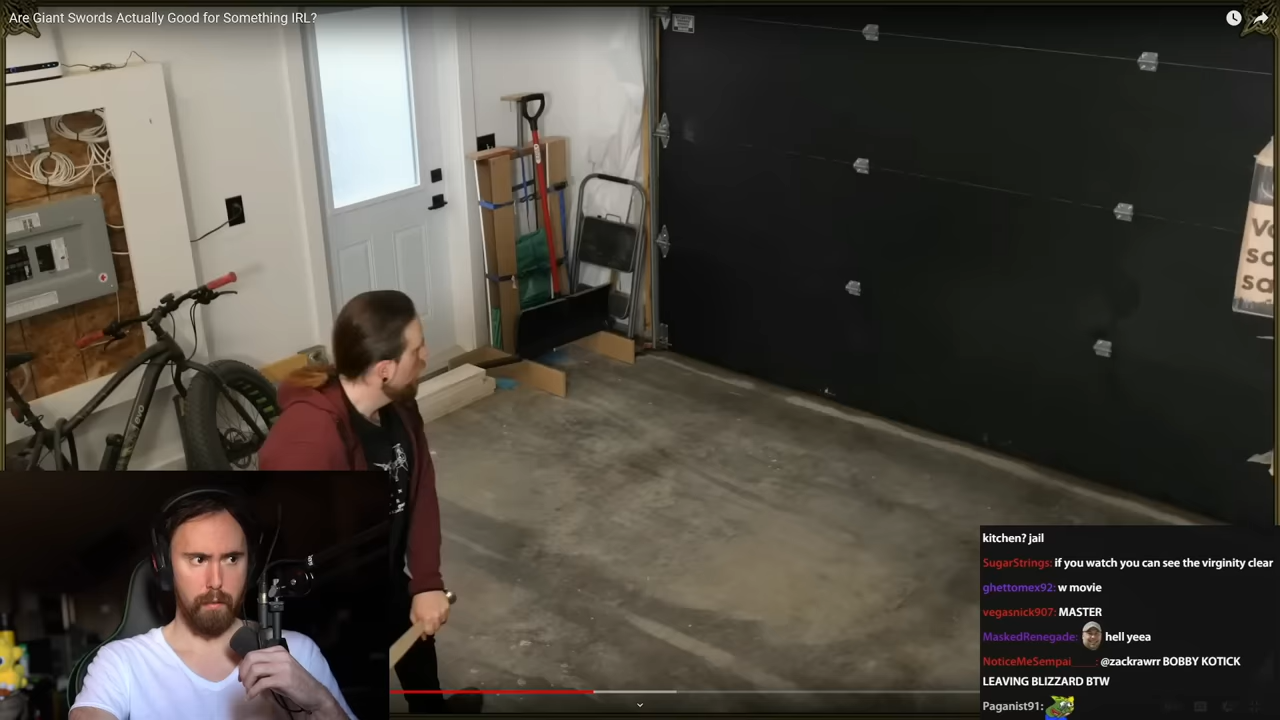 Are Giant Swords Actually Good for Something IRL?
kitchen? jail
SugarStrings: if you watch you can see the virginity clear
ghettomex92: w movie
vegasnick907: MASTER
MaskedRenegade: hell yeea
NoticeMeSempai_____: @zackrawrr BOBBY KOTICK
LEAVING BLIZZARD BTW
Paganist91: